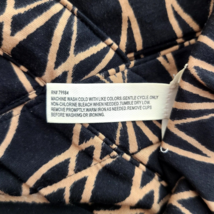 MACHINE WASH COLD WITH LIKE COLORS GENTLE CYCLE ONLY
NON-CHLORINE BLEACH WHEN NEEDED TUMBLE DRY LOW
REMOVE PROMPTLY WARM IRON AS NEEDED REMOVE CUPS
BEFORE WASHING OR IRONING.